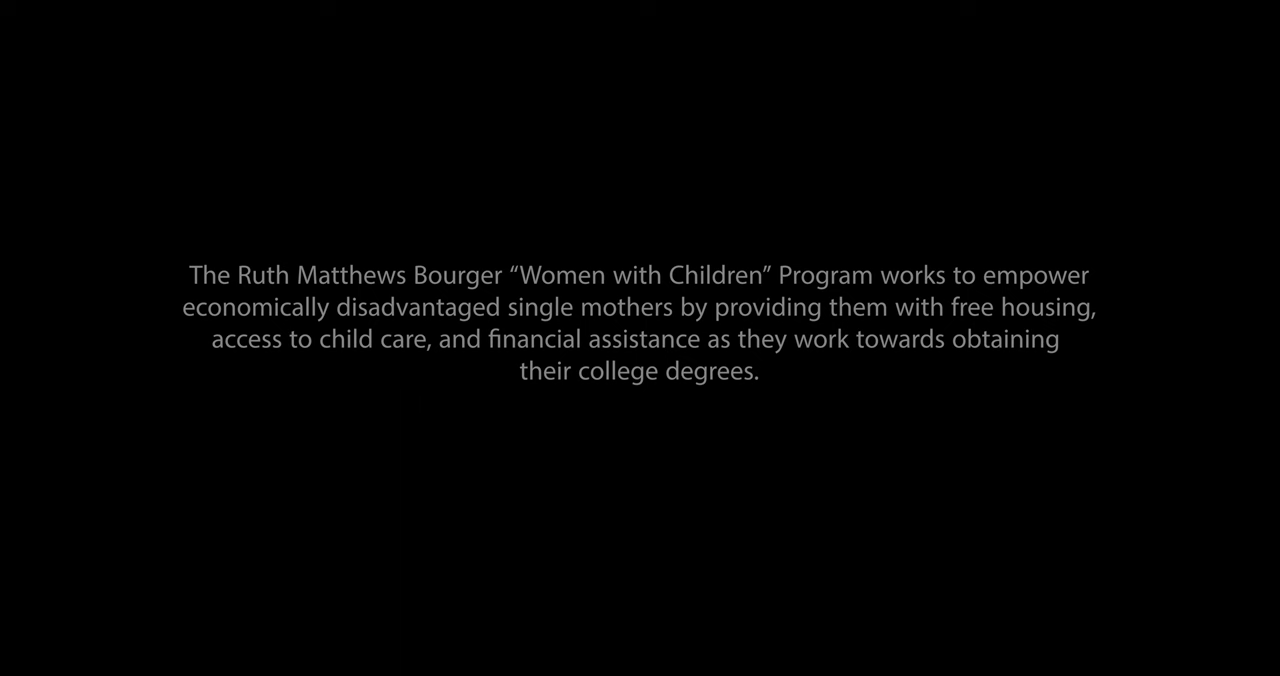 The Ruth Matthews Bourger “Women with Children” Program works to empower
economically disadvantaged single mothers by providing them with free housing,
access to child care, and financial assistance as they work towards obtaining
their college degrees.